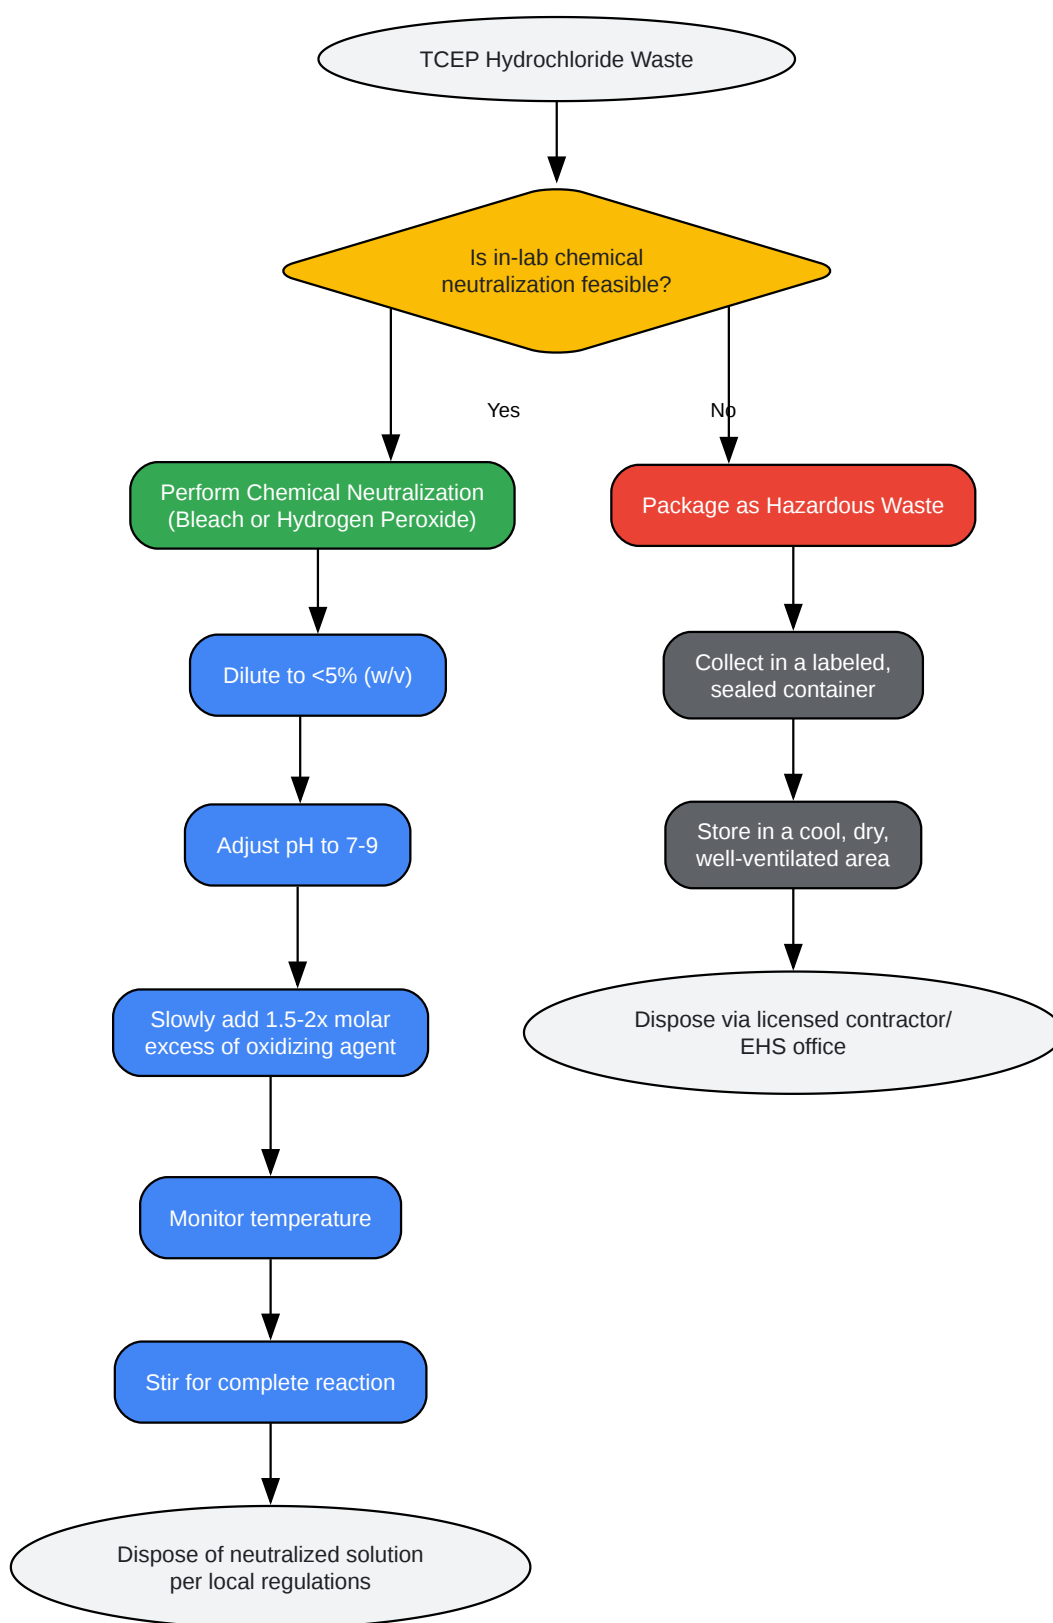 TCEP Hydrochloride Waste
Is in-lab chemical
neutralization feasible?
Yes
No
Perform Chemical Neutralization
(Bleach or Hydrogen Peroxide)
Package as Hazardous Waste
Dilute to <5% (w/v)
Collect in a labeled,
sealed container
Adjust pH to 7-9
Store in a cool, dry,
well-ventilated area
Slowly add 1.5-2x molar
excess of oxidizing agent
Dispose via licensed contractor/
EHS office
Monitor temperature
Stir for complete reaction
Dispose of neutralized solution
per local regulations